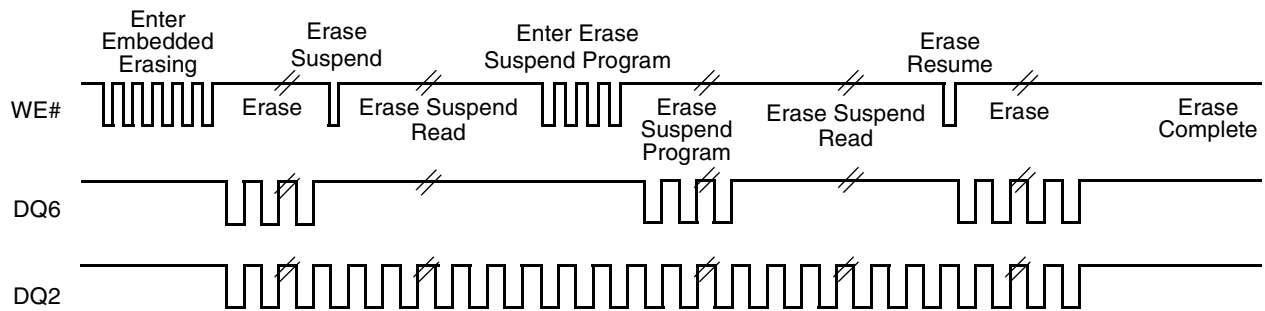 Enter
Embedded
Erasing
Erase
Suspend
Enter Erase
Suspend Program
Erase
Resume
WE#
Erase
Erase Suspend
Read
Erase
Suspend
Program
Erase Suspend
Read
Erase
Erase
Complete
DQ6
DQ2